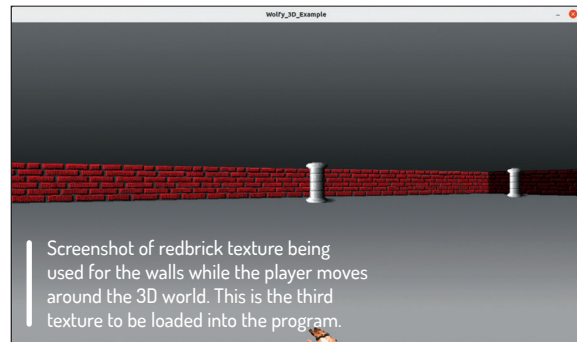 Wolfy_3D_Example
Screenshot of redbrick texture being
used for the walls while the player moves
around the 3D world. This is the third
texture to be loaded into the program.